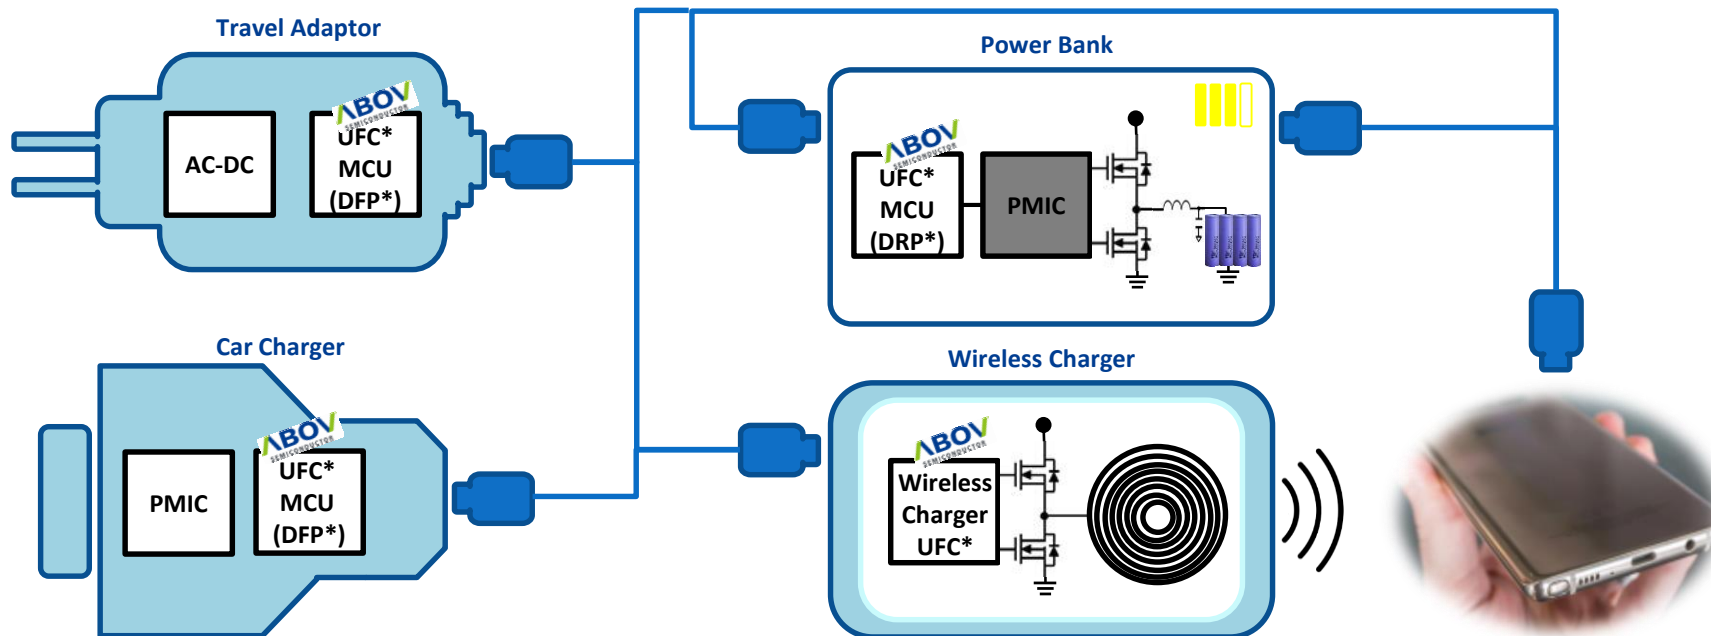 Travel Adaptor
AC-DC
ABOV
SEMICONDUCTOR
UFC*
MCU
(DFP*)
Power Bank
ABOV
SEMICONDUCTOR
UFC*
MCU
(DRP*)
PMIC
Car Charger
PMIC
ABOV
SEMICONDUCTOR
UFC*
MCU
(DFP*)
Wireless Charger
ABOV
SEMICONDUCTOR
Wireless
Charger
UFC*